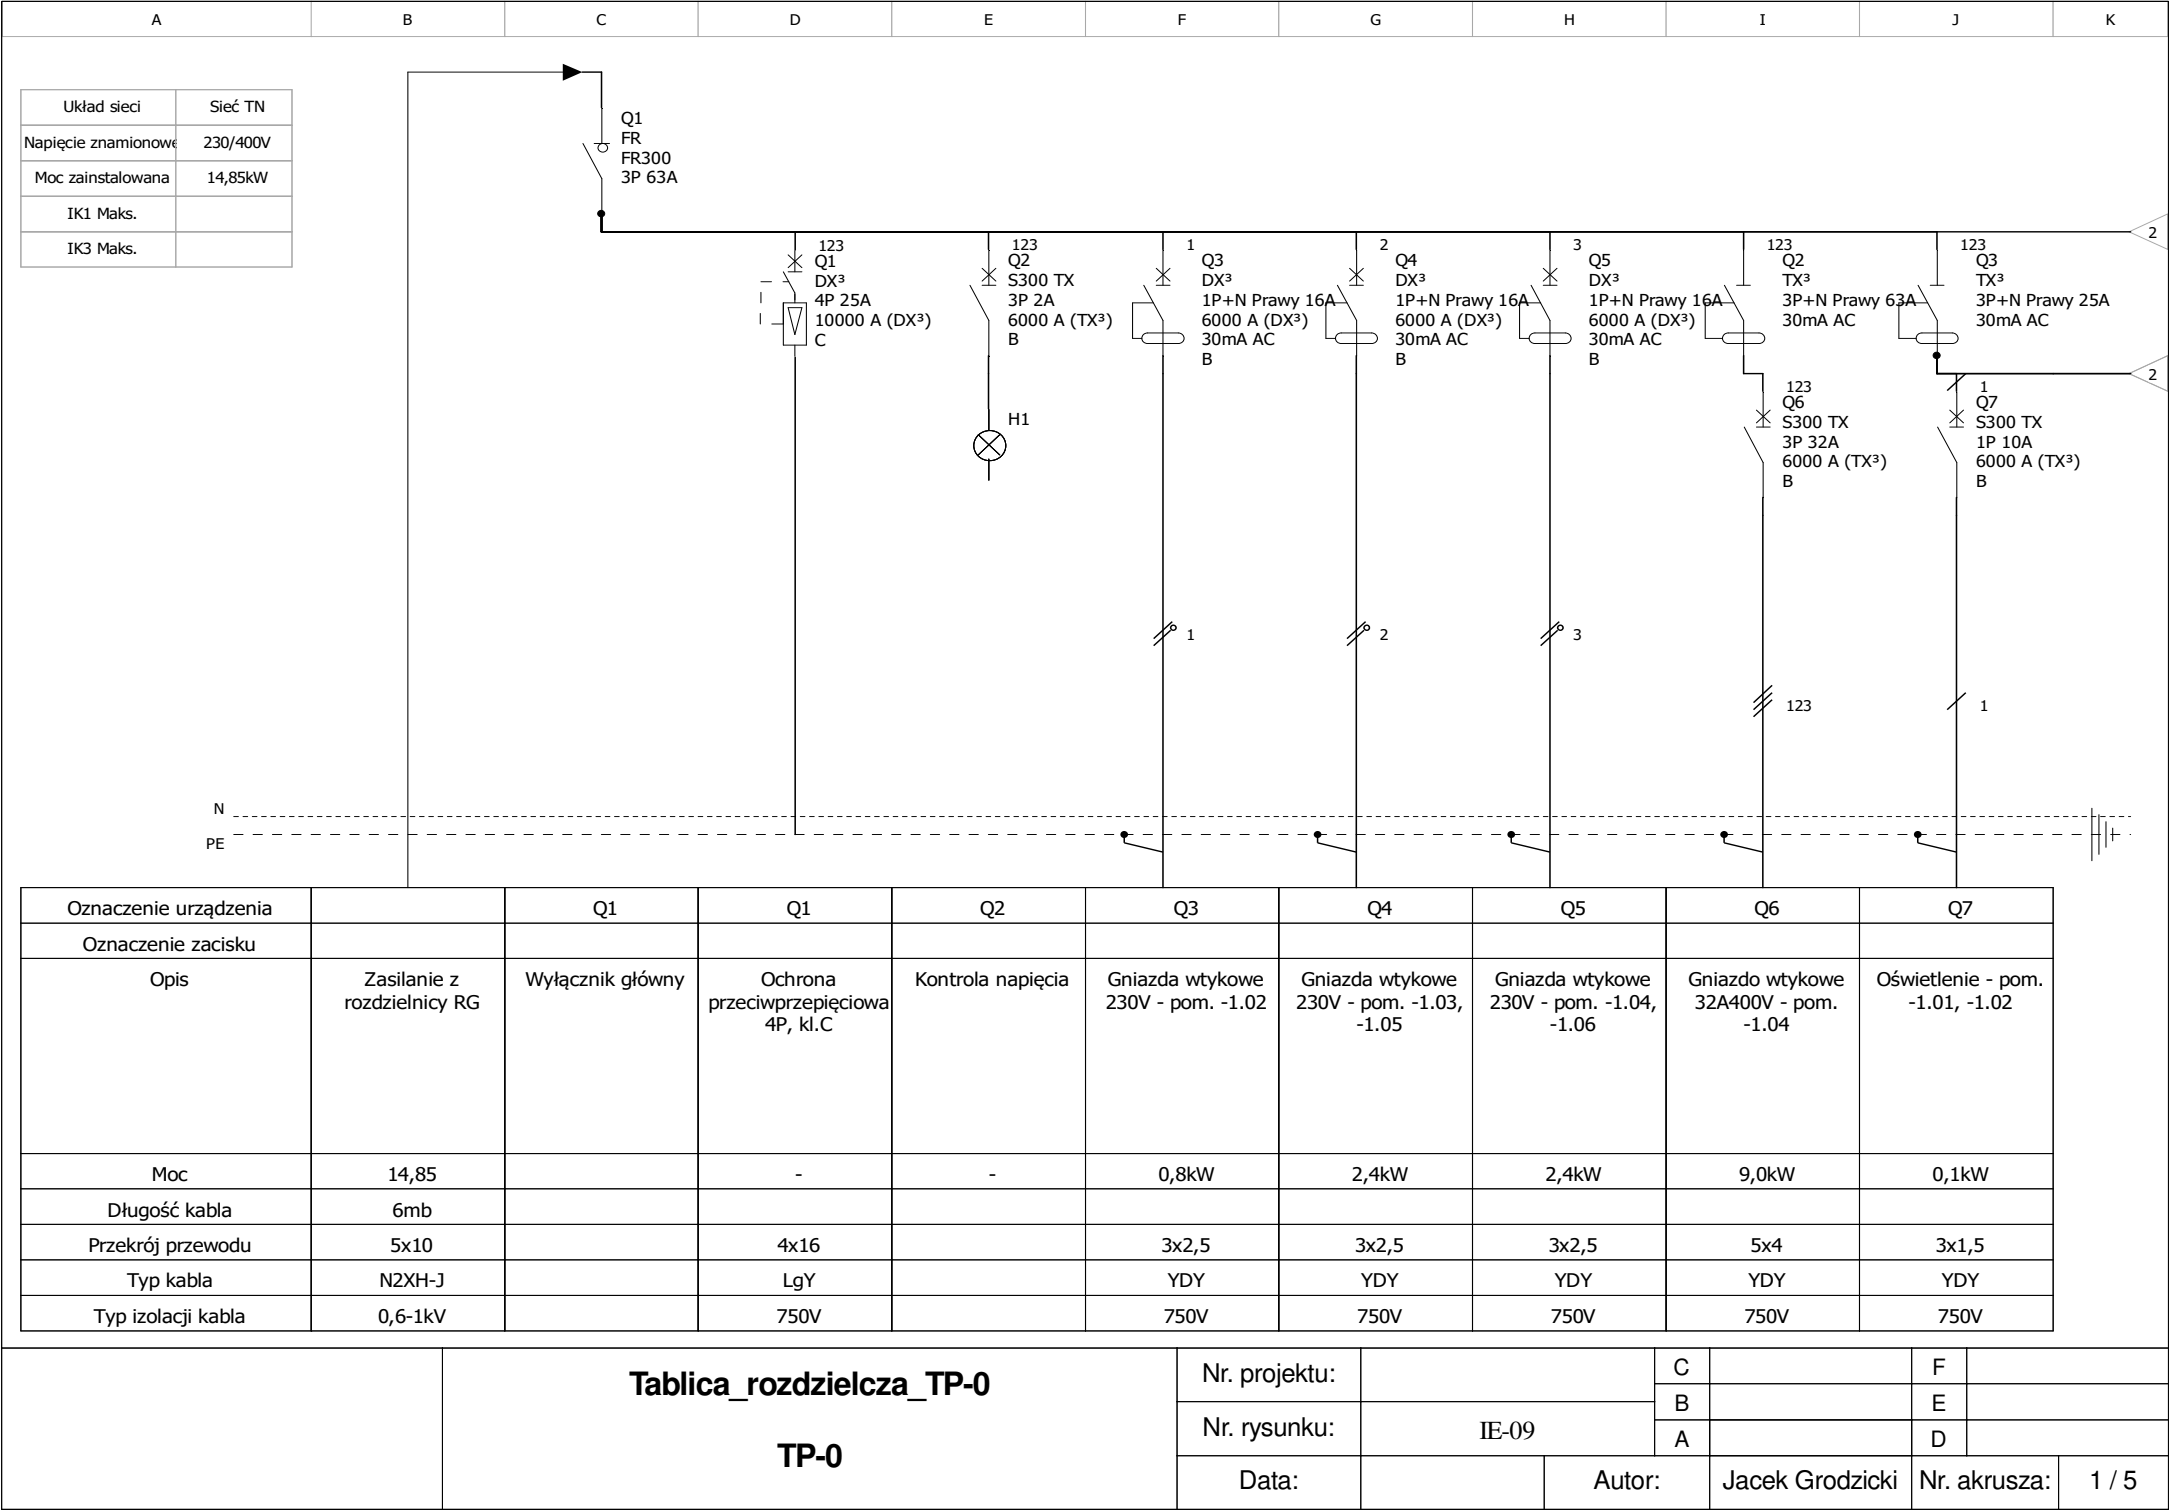 A B C D E F G H I J K
Układ sieci Sieć TN
Napięcie znamionowe 230/400V
Moc zainstalowana 14,85kW
IK1 Maks.
IK3 Maks.
Q1
FR
FR300
3P 63A
2
123
Q1
DX³
4P 25A
10000 A (DX³)
C
123
Q2
S300 TX
3P 2A
6000 A (TX³)
B
H1
1
Q3
DX³
1P+N Prawy 16A
6000 A (DX³)
30mA AC
B
2
Q4
DX³
1P+N Prawy 16A
6000 A (DX³)
30mA AC
B
3
Q5
DX³
1P+N Prawy 16A
6000 A (DX³)
30mA AC
B
123
Q2
TX³
3P+N Prawy 63A
30mA AC
123
Q3
TX³
3P+N Prawy 25A
30mA AC
2
123
Q6
S300 TX
3P 32A
6000 A (TX³)
B
1
Q7
S300 TX
1P 10A
6000 A (TX³)
B
1 2 3
123 1
N
PE
Oznaczenie urządzenia Q1 Q1 Q2 Q3 Q4 Q5 Q6 Q7
Oznaczenie zacisku
Opis
Zasilanie z
rozdzielnicy RG
Wyłącznik główny
Ochrona
przeciwprzepięciowa
4P, kl.C
Kontrola napięcia
Gniazda wtykowe
230V - pom. -1.02
Gniazda wtykowe
230V - pom. -1.03,
-1.05
Gniazda wtykowe
230V - pom. -1.04,
-1.06
Gniazdo wtykowe
32A400V - pom.
-1.04
Oświetlenie - pom.
-1.01, -1.02
Moc 14,85 - - 0,8kW 2,4kW 2,4kW 9,0kW 0,1kW
Długość kabla 6mb
Przekrój przewodu 5x10 4x16 3x2,5 3x2,5 3x2,5 5x4 3x1,5
Typ kabla N2XH-J LgY YDY YDY YDY YDY YDY
Typ izolacji kabla 0,6-1kV 750V 750V 750V 750V 750V 750V
Tablica_rozdzielcza_TP-0
TP-0
Nr. projektu:
Nr. rysunku: IE-09
C F
B E
A D
Data: Autor: Jacek Grodzicki Nr. akrusza: 1 / 5